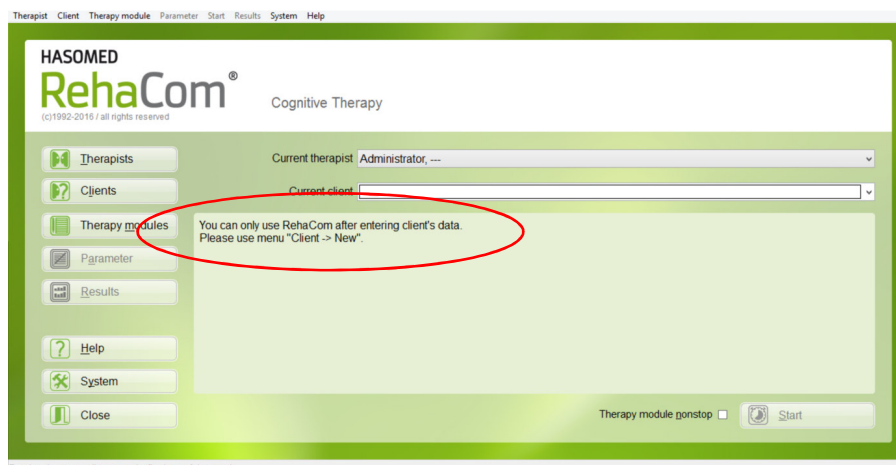 Therapist Client Therapy module Parameter Start Results System Help
HASOMED
RehaCom®
(c)1992-2016 / all rights reserved
Cognitive Therapy
Therapists
Current therapist Administrator, ---
Clients
Current client
Therapy modules
You can only use RehaCom after entering client's data.
Please use menu "Client -> New".
Parameter
Results
Help
System
Close
Therapy module nonstop
Start